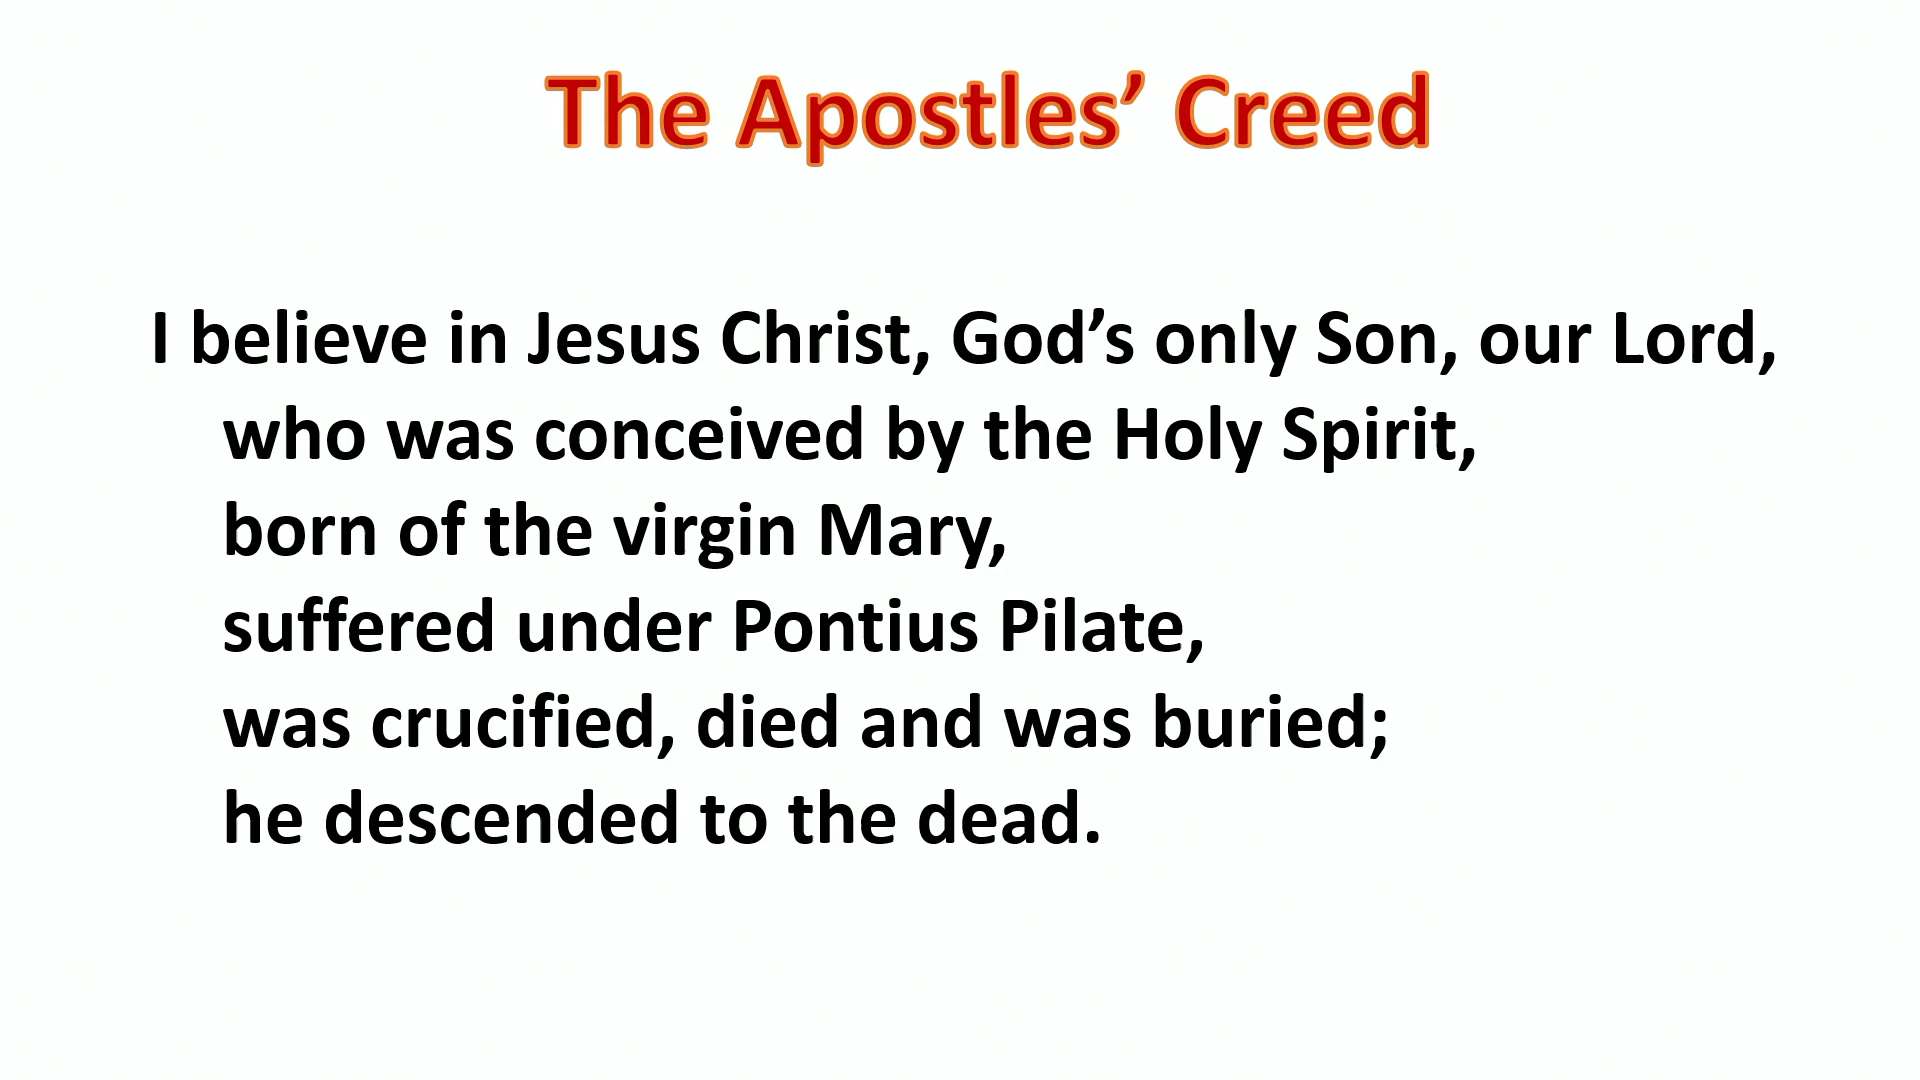 The Apostles’ Creed
I believe in Jesus Christ, God’s only Son, our Lord,
who was conceived by the Holy Spirit,
born of the virgin Mary,
suffered under Pontius Pilate,
was crucified, died and was buried;
he descended to the dead.